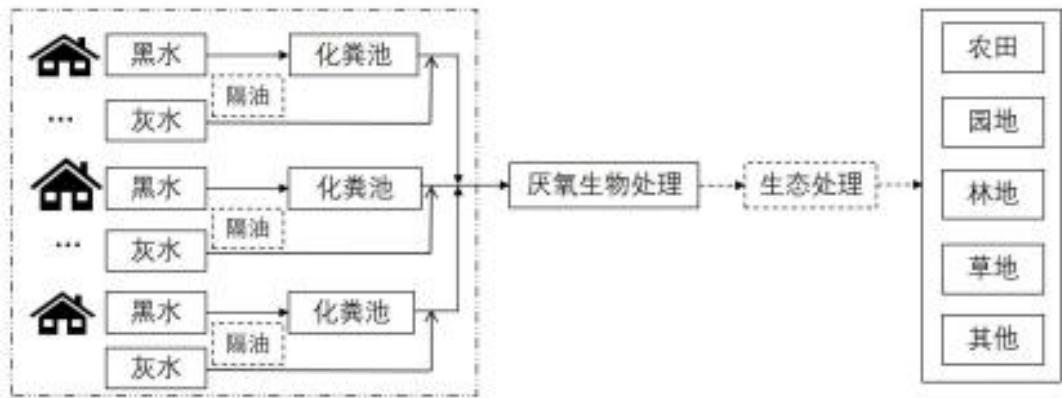 黑水
化粪池
隔油
灰水
...
黑水
化粪池
隔油
灰水
...
黑水
化粪池
隔油
灰水
厌氧生物处理
生态处理
农田
园地
林地
草地
其他